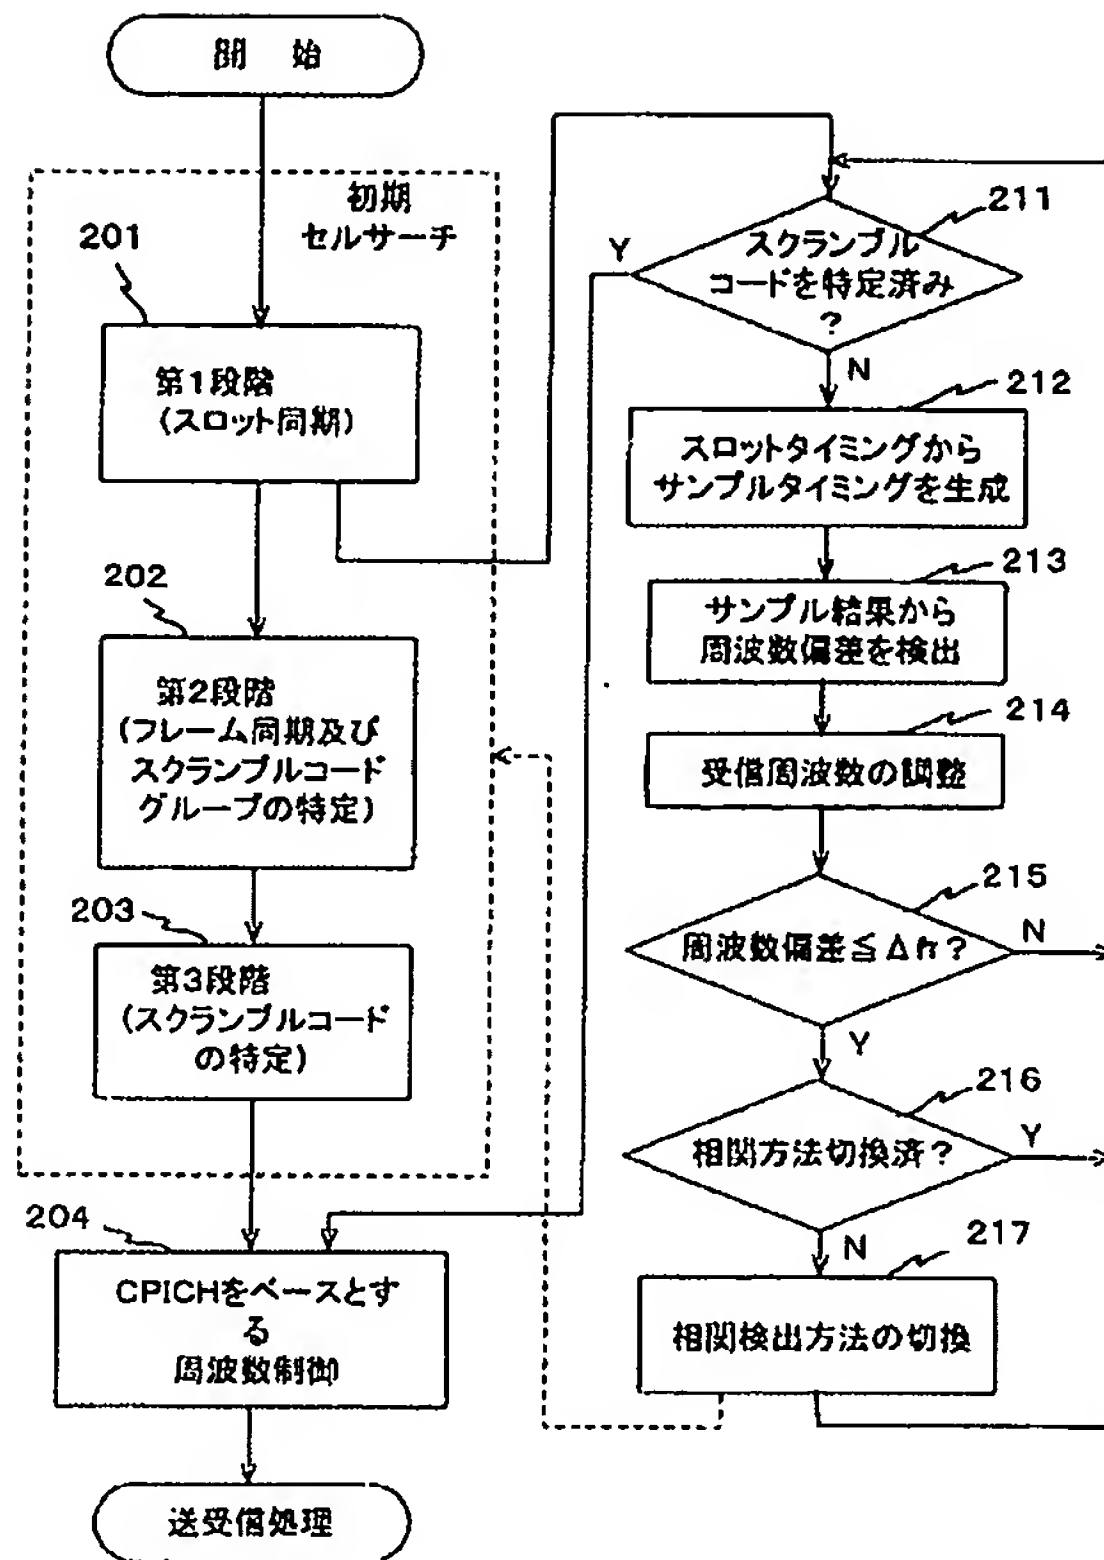 開 始
初期
セルサーチ
201
第1段階
(スロット同期)
202
第2段階
(フレーム同期及び
スクランブルコード
グループの特定)
203
第3段階
(スクランブルコード
の特定)
204
CPICHをベースとす
る
周波数制御
送受信処理
211
スクランブル
コードを特定済み
?
Y
N
212
スロットタイミングから
サンプルタイミングを生成
213
サンプル結果から
周波数偏差を検出
214
受信周波数の調整
215
周波数偏差≦
N
Y
216
相関方法切換済?
Y
N
217
相関検出方法の切換